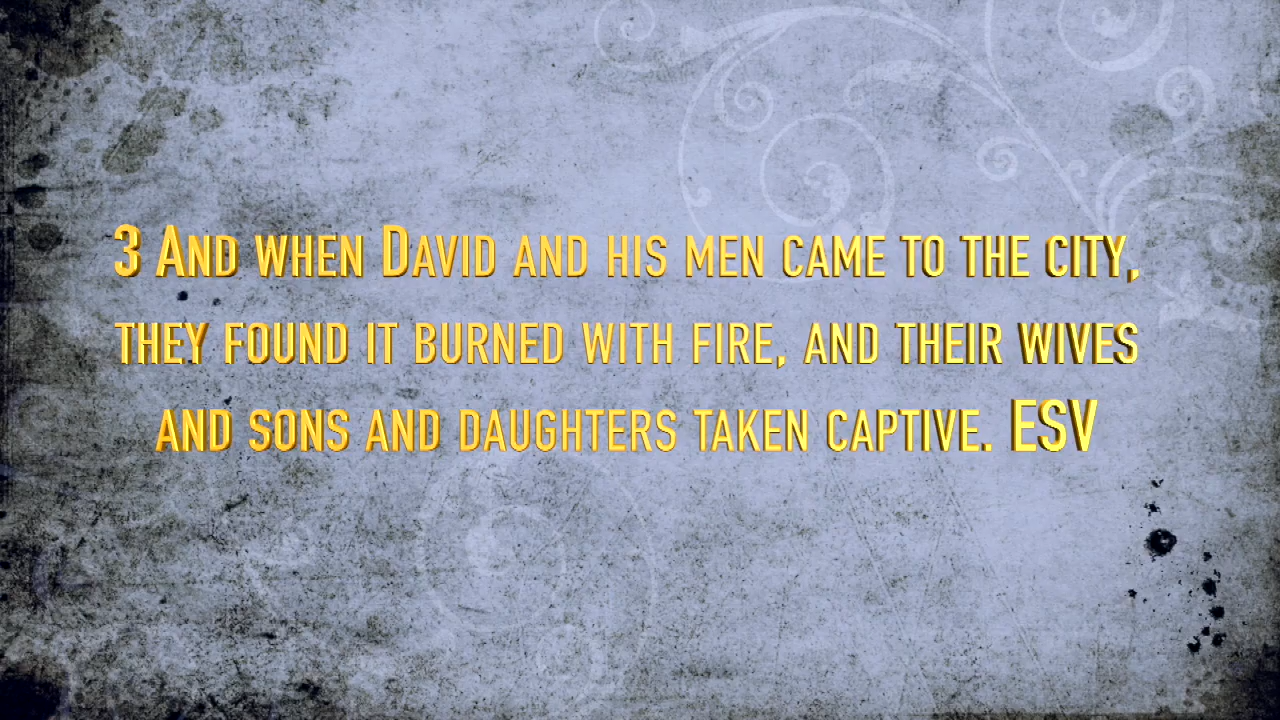 3 And when David and his men came to the city,
they found it burned with fire, and their wives
and sons and daughters taken captive. ESV